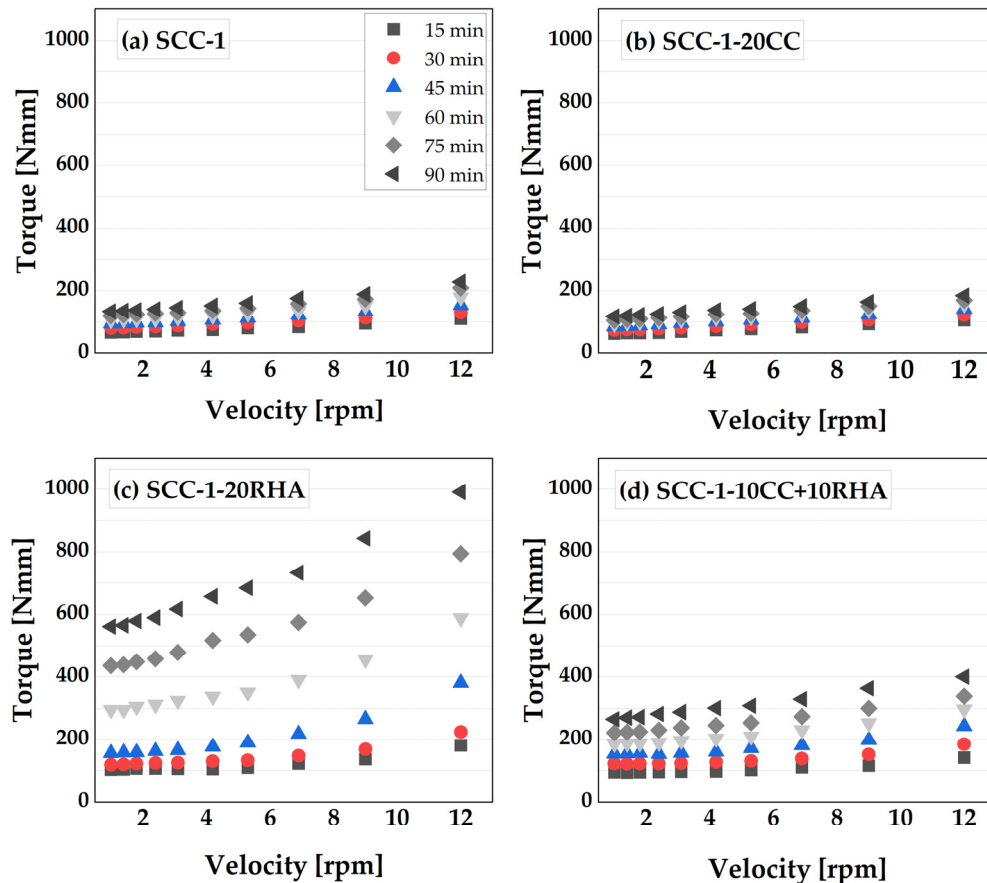 (a) SCC-1
15 min
30 min
45 min
60 min
75 min
90 min
Torque [Nmm]
1000
800
600
400
200
0
2 4 6 8 10 12
Velocity [rpm]
(b) SCC-1-20CC
Torque [Nmm]
1000
800
600
400
200
0
2 4 6 8 10 12
Velocity [rpm]
(c) SCC-1-20RHA
Torque [Nmm]
1000
800
600
400
200
0
2 4 6 8 10 12
Velocity [rpm]
(d) SCC-1-10CC+10RHA
Torque [Nmm]
1000
800
600
400
200
0
2 4 6 8 10 12
Velocity [rpm]